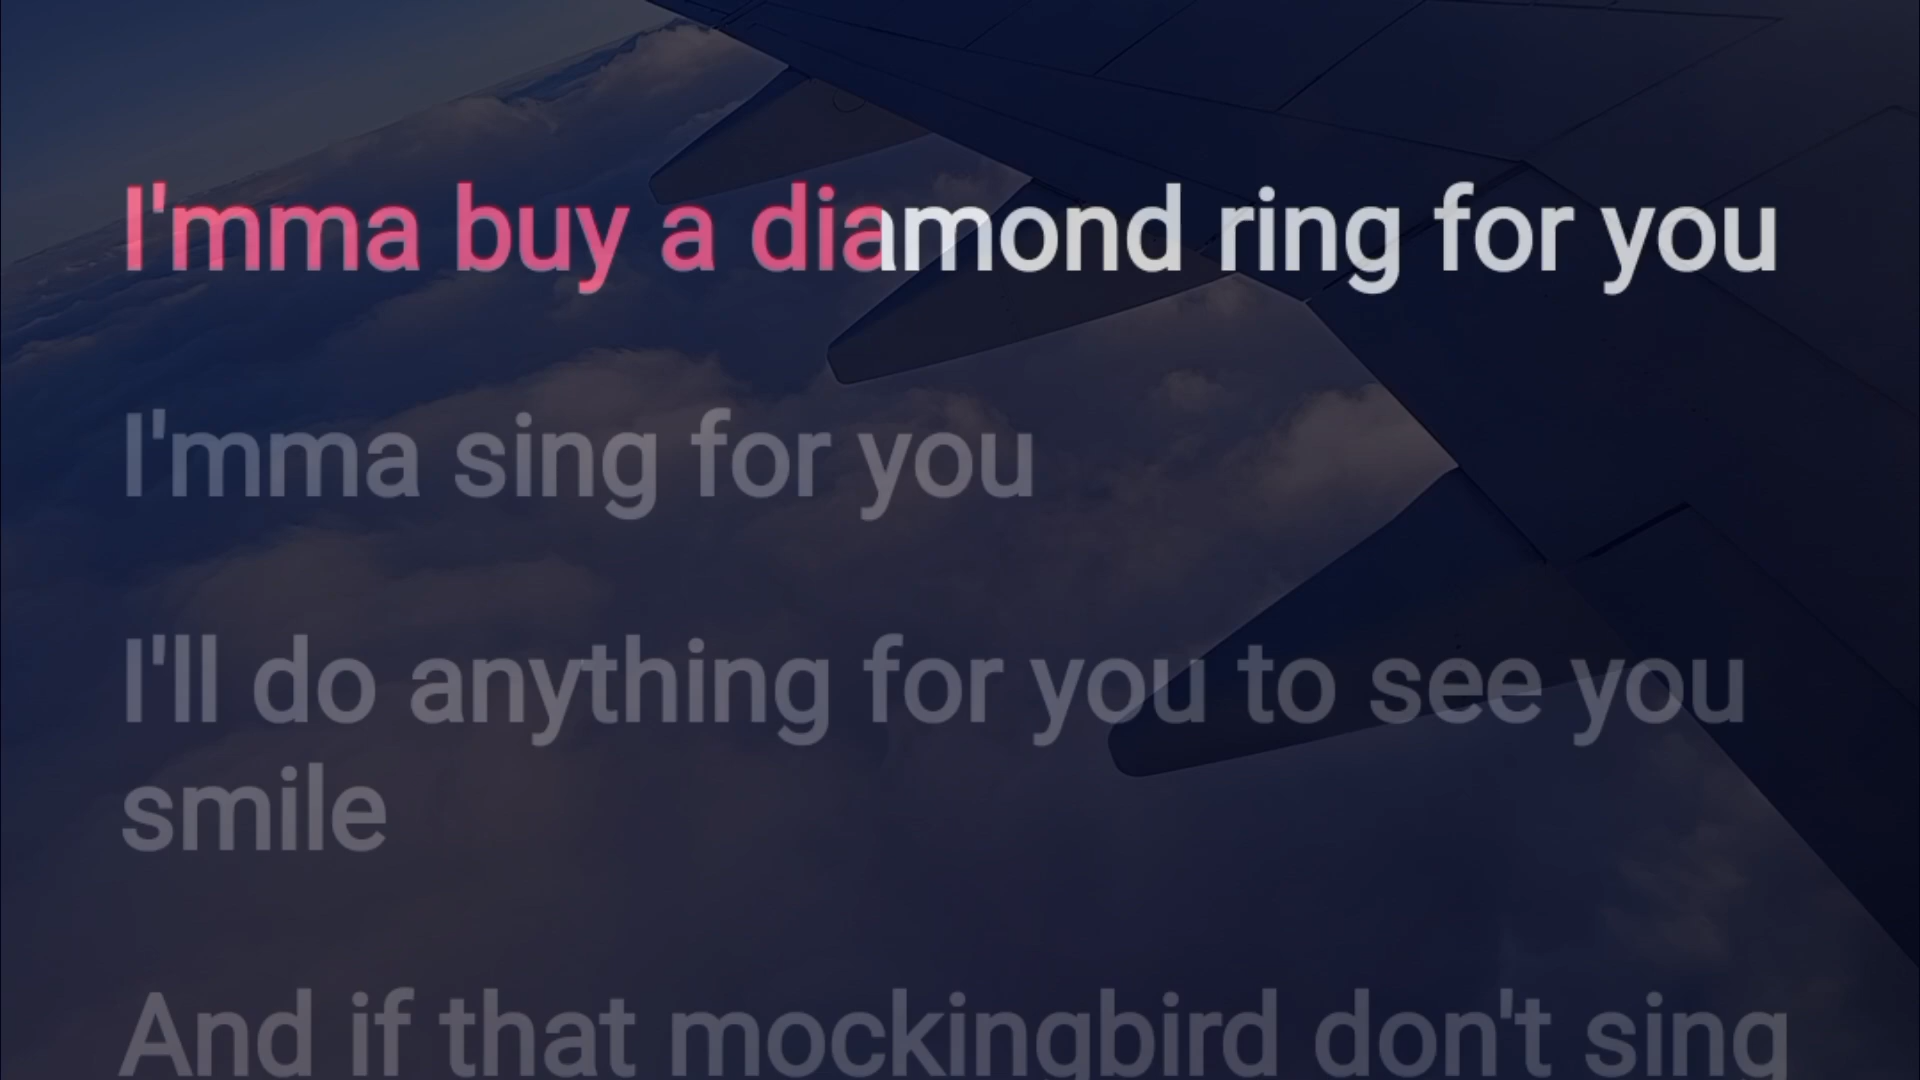 I'mma buy a diamond ring for you
I'mma sing for you
I'll do anything for you to see you
smile
And if that mockingbird don't sing